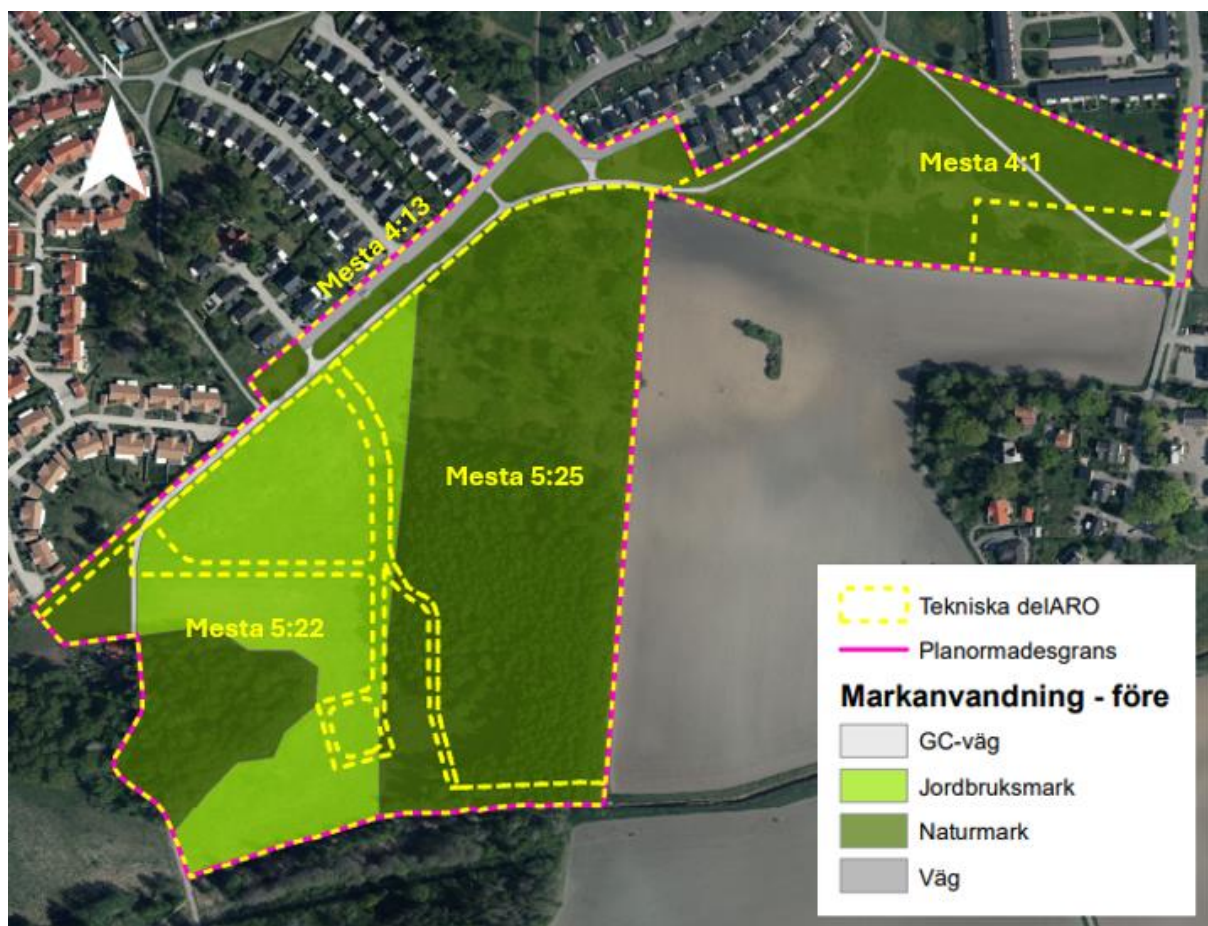 N
Mesta 4:1
Mesta 4:13
Mesta 5:25
Mesta 5:22
Tekniska delARO
Planormadesgrans
Markanvandning - före
GC-väg
Jordbruksmark
Naturmark
Väg